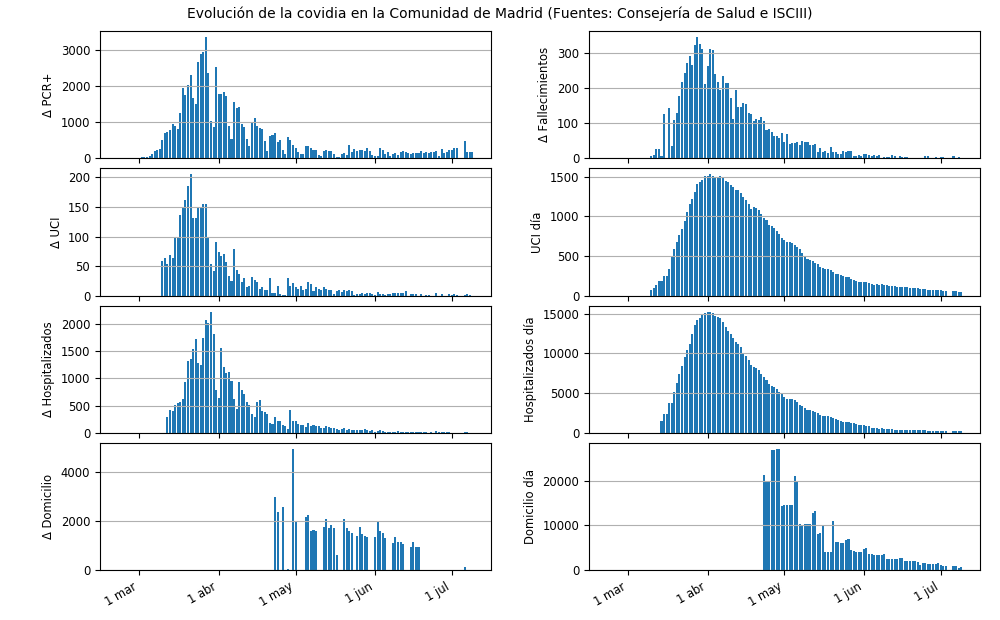 Evolución de la covidia en la Comunidad de Madrid (Fuentes: Consejería de Salud e ISCIII)
Δ PCR+
3000
2000
1000
0
Δ Fallecimientos
300
200
100
0
Δ UCI
200
150
100
50
0
UCI día
1500
1000
500
0
Δ Hospitalizados
2000
1500
1000
500
0
Hospitalizados día
15000
10000
5000
0
Δ Domicilio
4000
2000
0
1 mar
1 abr
1 may
1 jun
1 jul
Domicilio día
20000
10000
0
1 mar
1 abr
1 may
1 jun
1 jul